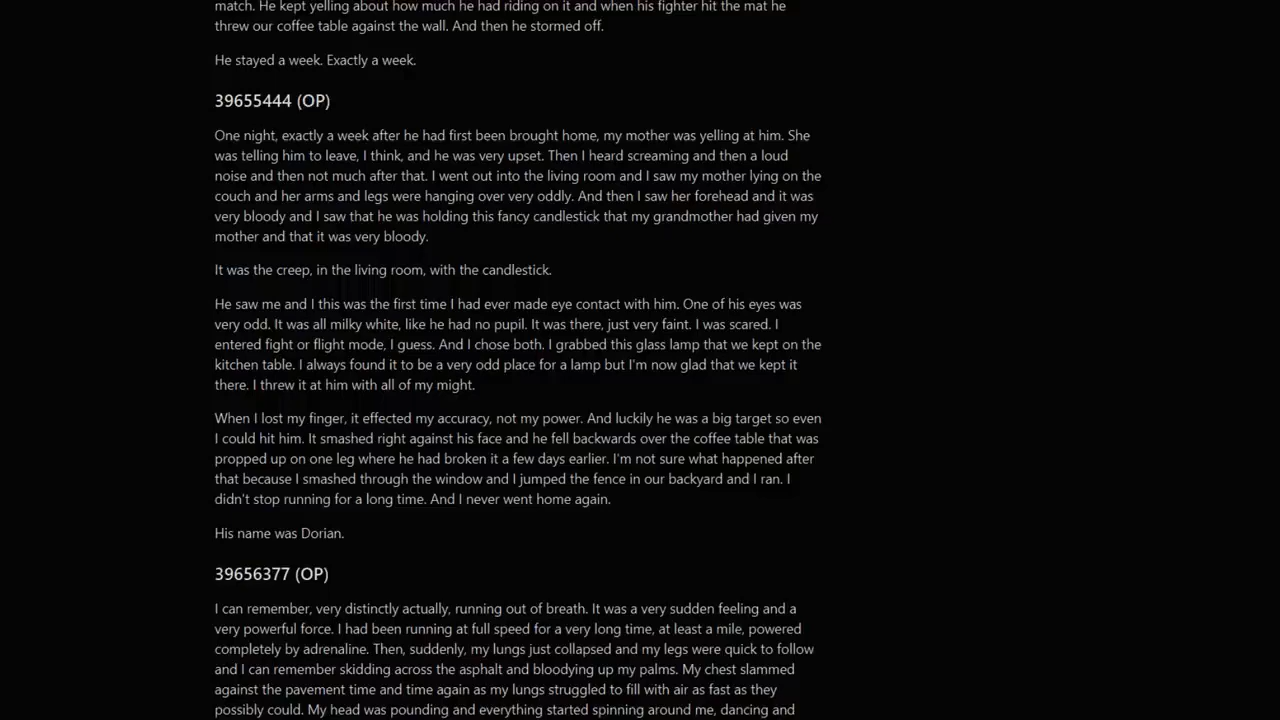 match. He kept yelling about how much he had riding on it and when his fighter hit the mat he
threw our coffee table against the wall. And then he stormed off.
He stayed a week. Exactly a week.
39655444 (OP)
One night, exactly a week after he had first been brought home, my mother was yelling at him. She
was telling him to leave, I think, and he was very upset. Then I heard screaming and then a loud
noise and then not much after that. I went out into the living room and I saw my mother lying on the
couch and her arms and legs were hanging over very oddly. And then I saw her forehead and it was
very bloody and I saw that he was holding this fancy candlestick that my grandmother had given my
mother and that it was very bloody.
It was the creep, in the living room, with the candlestick.
He saw me and I this was the first time I had ever made eye contact with him. One of his eyes was
very odd. It was all milky white, like he had no pupil. It was there, just very faint. I was scared. I
entered fight or flight mode, I guess. And I chose both. I grabbed this glass lamp that we kept on the
kitchen table. I always found it to be a very odd place for a lamp but I'm now glad that we kept it
there. I threw it at him with all of my might.
When I lost my finger, it effected my accuracy, not my power. And luckily he was a big target so even
I could hit him. It smashed right against his face and he fell backwards over the coffee table that was
propped up on one leg where he had broken it a few days earlier. I'm not sure what happened after
that because I smashed through the window and I jumped the fence in our backyard and I ran. I
didn't stop running for a long time. And I never went home again.
His name was Dorian.
39656377 (OP)
I can remember, very distinctly actually, running out of breath. It was a very sudden feeling and a
very powerful force. I had been running at full speed for a very long time, at least a mile, powered
completely by adrenaline. Then, suddenly, my lungs just collapsed and my legs were quick to follow
and I can remember skidding across the asphalt and bloodying up my palms. My chest slammed
against the pavement time and time again as my lungs struggled to fill with air as fast as they
possibly could. My head was pounding and everything started spinning around me, dancing and